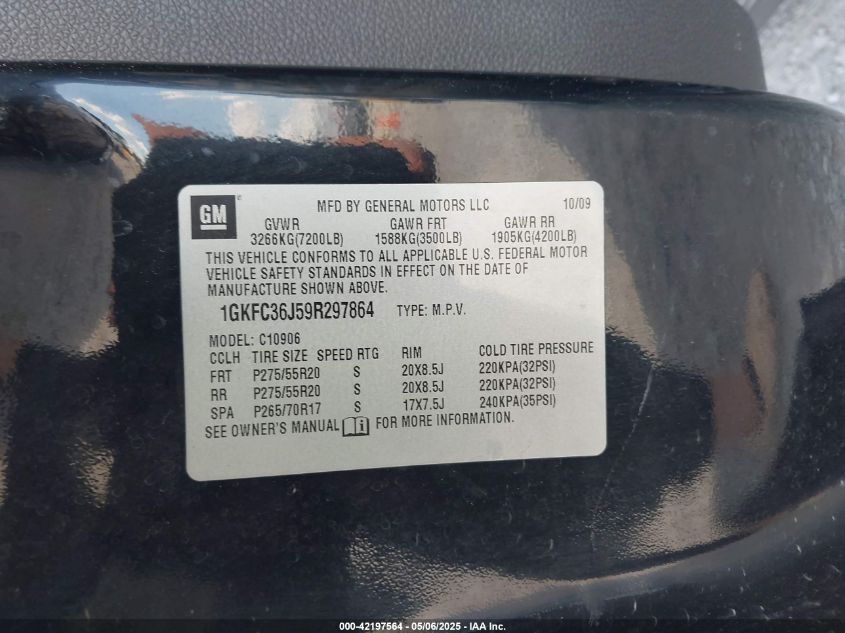 GM
MFD BY GENERAL MOTORS LLC 10/09
GVWR GAWR FRT GAWR RR
3266KG(7200LB) 1588KG(3500LB) 1905KG(4200LB)
THIS VEHICLE CONFORMS TO ALL APPLICABLE U.S. FEDERAL MOTOR
VEHICLE SAFETY STANDARDS IN EFFECT ON THE DATE OF
MANUFACTURE SHOWN ABOVE.
1GKFC36J59R297864 TYPE: M.P.V.
MODEL: C10906
CCLH TIRE SIZE SPEED RTG RIM COLD TIRE PRESSURE
FRT P275/55R20 S 20X8.5J 220KPA(32PSI)
RR P275/55R20 S 20X8.5J 220KPA(32PSI)
SPA P265/70R17 S 17X7.5J 240KPA(35PSI)
SEE OWNER'S MANUAL i FOR MORE INFORMATION.
000-42197564 - 05/06/2025 - IAA Inc.